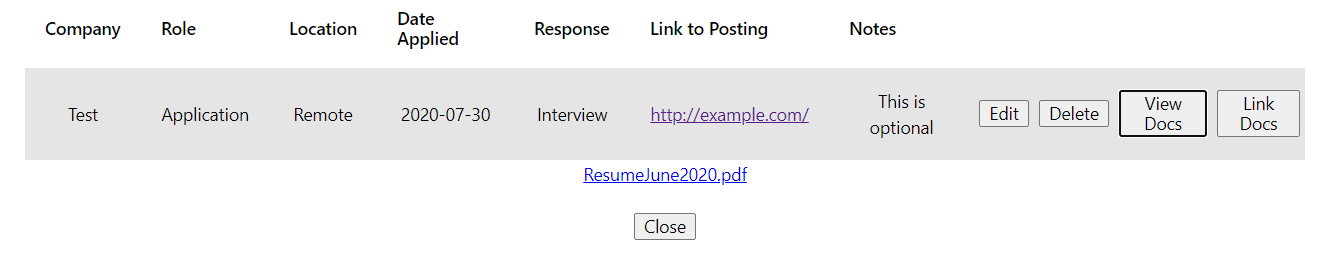 Company Role Location Date Applied Response Link to Posting Notes
Test Application Remote 2020-07-30 Interview http://example.com/ This is optional Edit Delete View Docs Link Docs
ResumeJune2020.pdf
Close